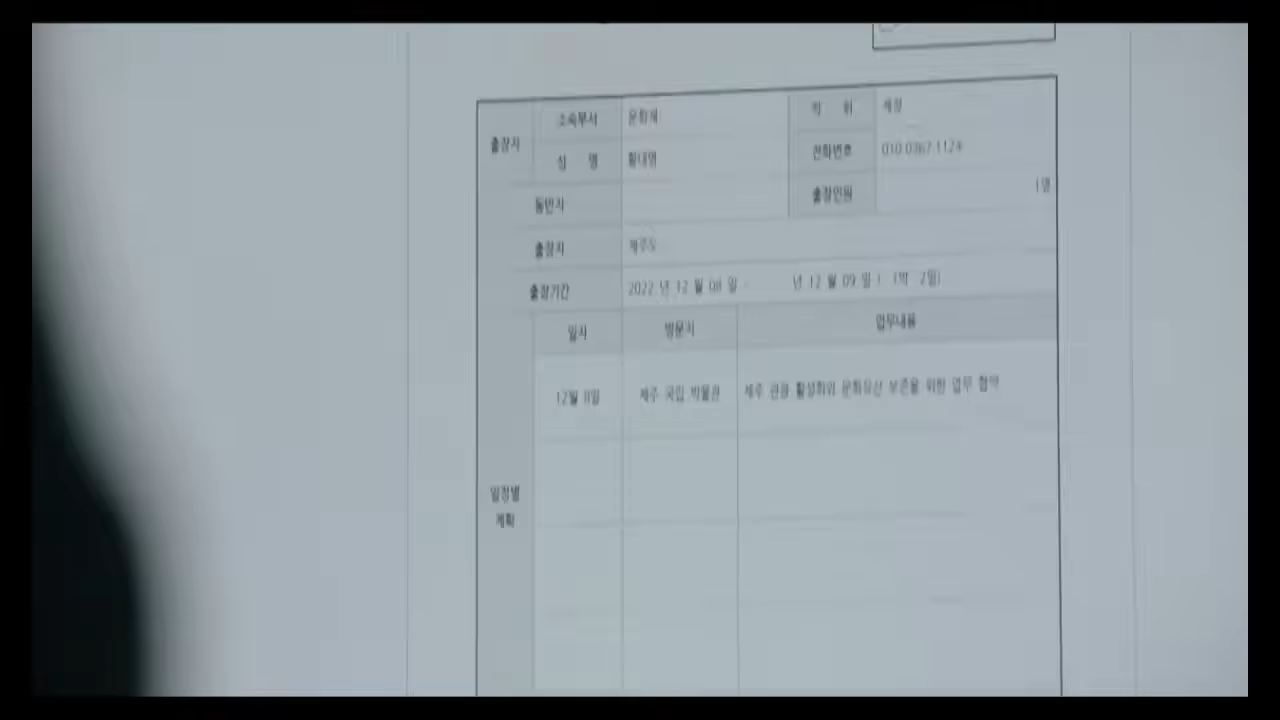 출장자 소속부서 문화재 직 위 과장
성 명 황대영 전화번호
동반자 출장인원 1명
출장지 제주도
출장기간 2022 년 12 월 08 일 - 년 12 월 09 일 ( 1박 2일)
일자 방문지 업무내용
12월 8일 제주 국립 박물관 제주 관광 활성화와 문화유산 보존을 위한 업무 협약
일정별
계획